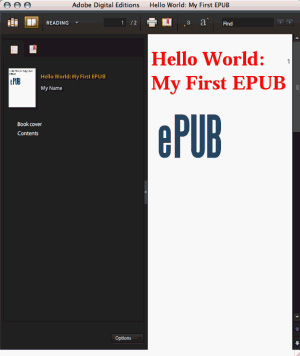 Adobe Digital Editions Hello World: My First EPUB
READING 1 / 2 a a Find
Hello World: My First EPUB
My Name
Book cover
Contents
Options
1
Hello World:
My First EPUB
ePUB